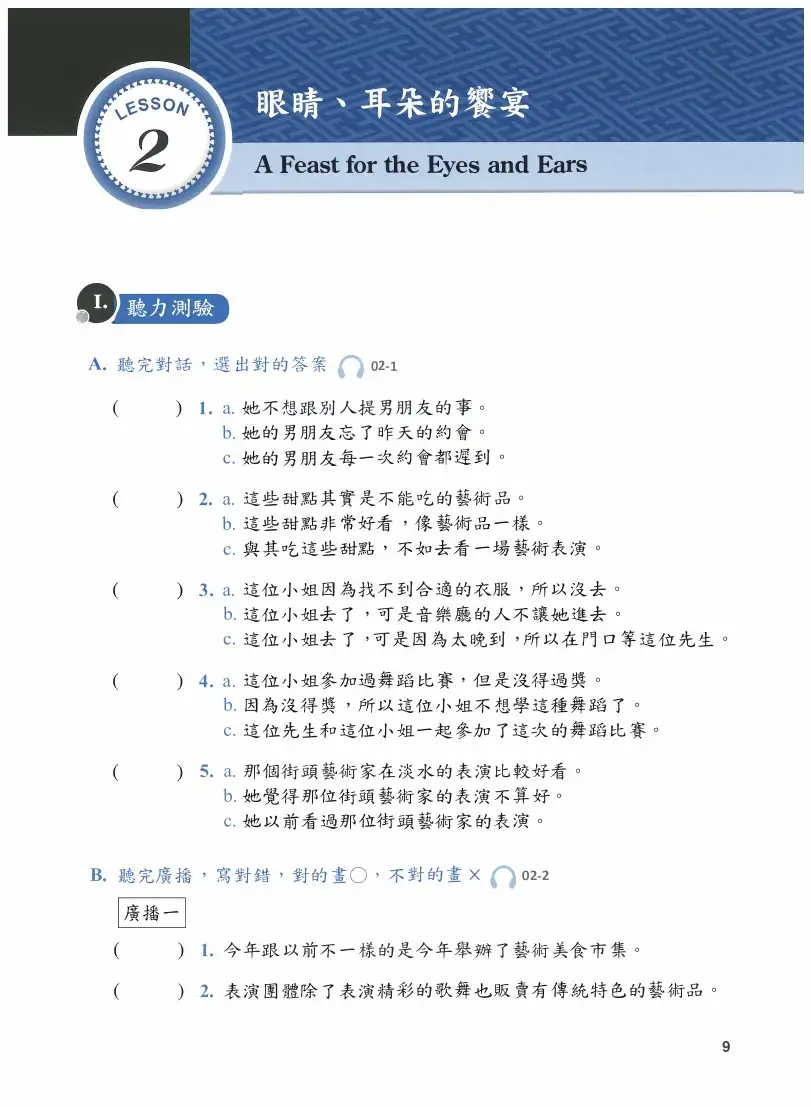 LESSON
2
眼睛、耳朵的饗宴
A Feast for the Eyes and Ears
I. 聽力測驗
A. 聽完對話，選出對的答案 02-1
(　　) 1. a. 她不想跟別人提男朋友的事。
b. 她的男朋友忘了昨天的約會。
c. 她的男朋友每一次約會都遲到。
(　　) 2. a. 這些甜點其實是不能吃的藝術品。
b. 這些甜點非常好看，像藝術品一樣。
c. 與其吃這些甜點，不如去看一場藝術表演。
(　　) 3. a. 這位小姐因為找不到合適的衣服，所以沒去。
b. 這位小姐去了，可是音樂廳的人不讓她進去。
c. 這位小姐去了，可是因為太晚到，所以在門口等這位先生。
(　　) 4. a. 這位小姐參加過舞蹈比賽，但是沒得過獎。
b. 因為沒得獎，所以這位小姐不想學這種舞蹈了。
c. 這位先生和這位小姐一起參加了這次的舞蹈比賽。
(　　) 5. a. 那個街頭藝術家在淡水的表演比較好看。
b. 她覺得那位街頭藝術家的表演不算好。
c. 她以前看過那位街頭藝術家的表演。
B. 聽完廣播，寫對錯，對的畫○，不對的畫× 02-2
廣播一
(　　) 1. 今年跟以前不一樣的是今年舉辦了藝術美食市集。
(　　) 2. 表演團體除了表演精彩的歌舞也販賣有傳統特色的藝術品。
9